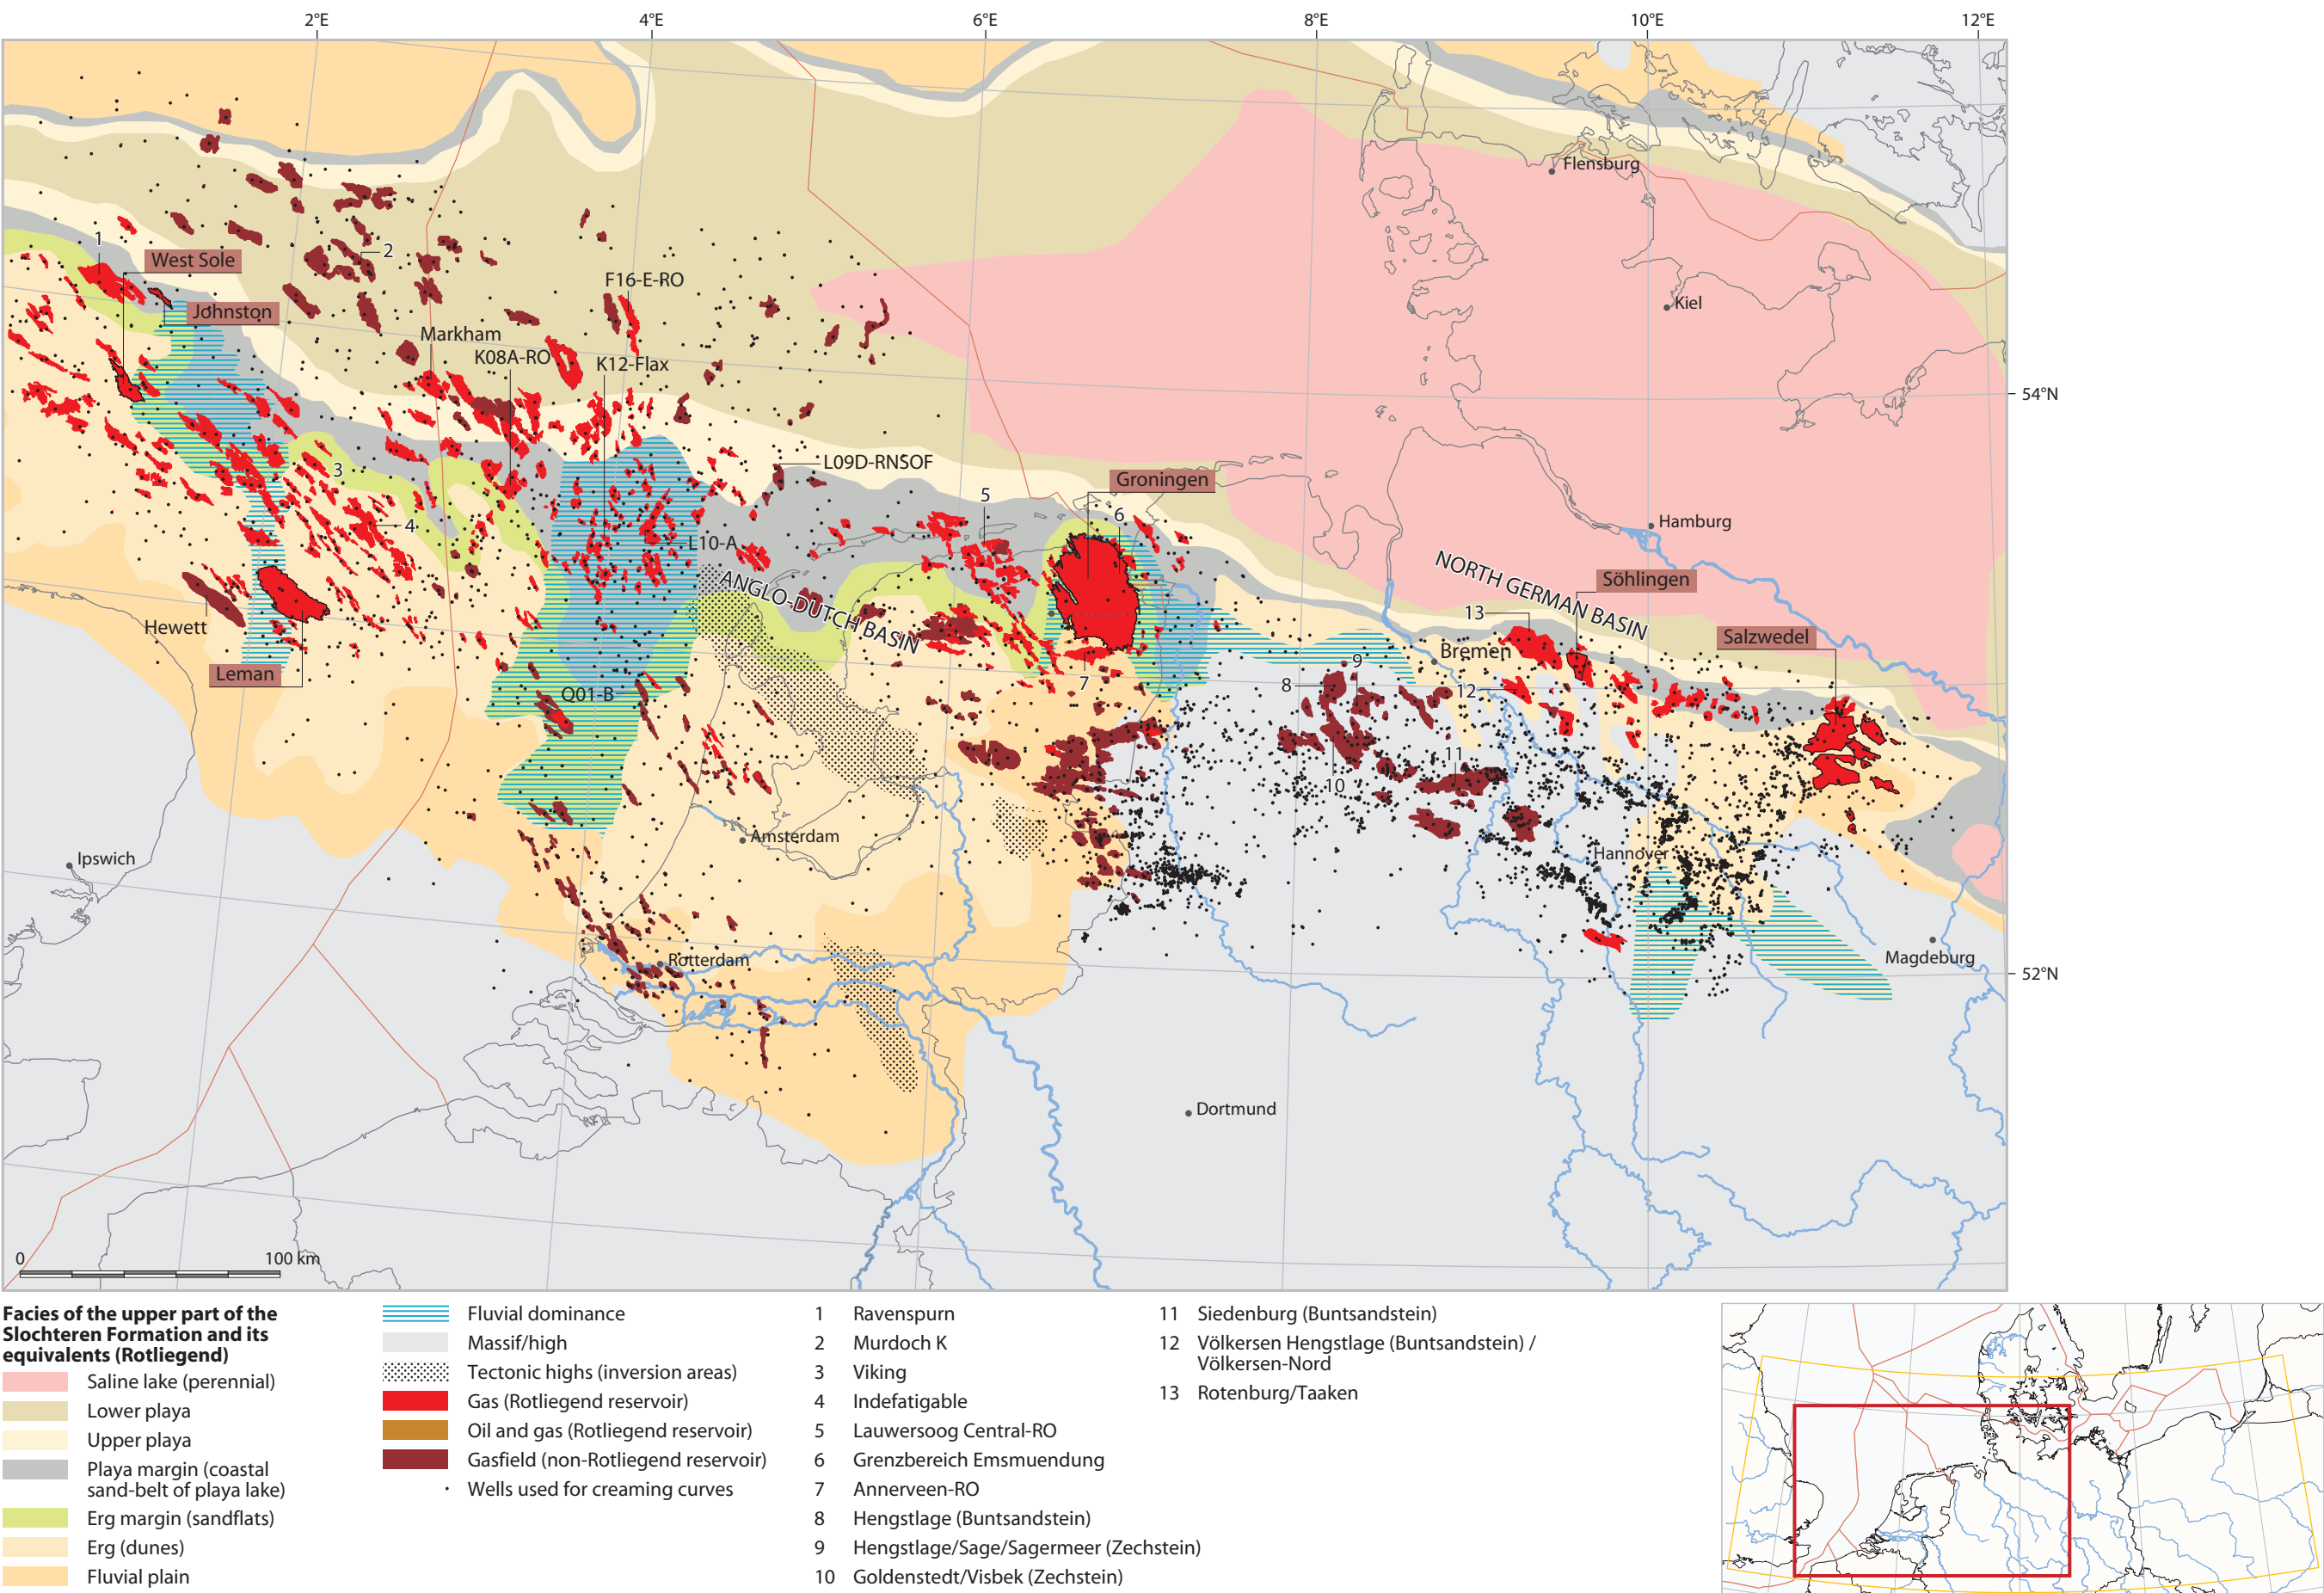 2°E
4°E
6°E
8°E
10°E
12°E
Flensburg
1
2
West Sole
F16-E-RO
Johnston
Kiel
Markham
K08A-RO
K12-Flax
54°N
3
L09D-RNSOF
Groningen
5
6
4
Hamburg
L10-A
NORTH GERMAN BASIN
ANGLO-DUTCH BASIN
Söhlingen
13
Hewett
Salzwedel
Bremen
9
Leman
7
8
12
Q01-B
11
10
Amsterdam
Ipswich
Hannover
Rotterdam
Magdeburg
52°N
Dortmund
0
100 km
Facies of the upper part of the
Slochteren Formation and its
equivalents (Rotliegend)
Saline lake (perennial)
Lower playa
Upper playa
Playa margin (coastal
sand-belt of playa lake)
Erg margin (sandflats)
Erg (dunes)
Fluvial plain
Fluvial dominance
Massif/high
Tectonic highs (inversion areas)
Gas (Rotliegend reservoir)
Oil and gas (Rotliegend reservoir)
Gasfield (non-Rotliegend reservoir)
Wells used for creaming curves
1 Ravenspurn
2 Murdoch K
3 Viking
4 Indefatigable
5 Lauwersoog Central-RO
6 Grenzbereich Emsmuendung
7 Annerveen-RO
8 Hengstlage (Buntsandstein)
9 Hengstlage/Sage/Sagermeer (Zechstein)
10 Goldenstedt/Visbek (Zechstein)
11 Siedenburg (Buntsandstein)
12 Völkersen Hengstlage (Buntsandstein) /
Völkersen-Nord
13 Rotenburg/Taaken